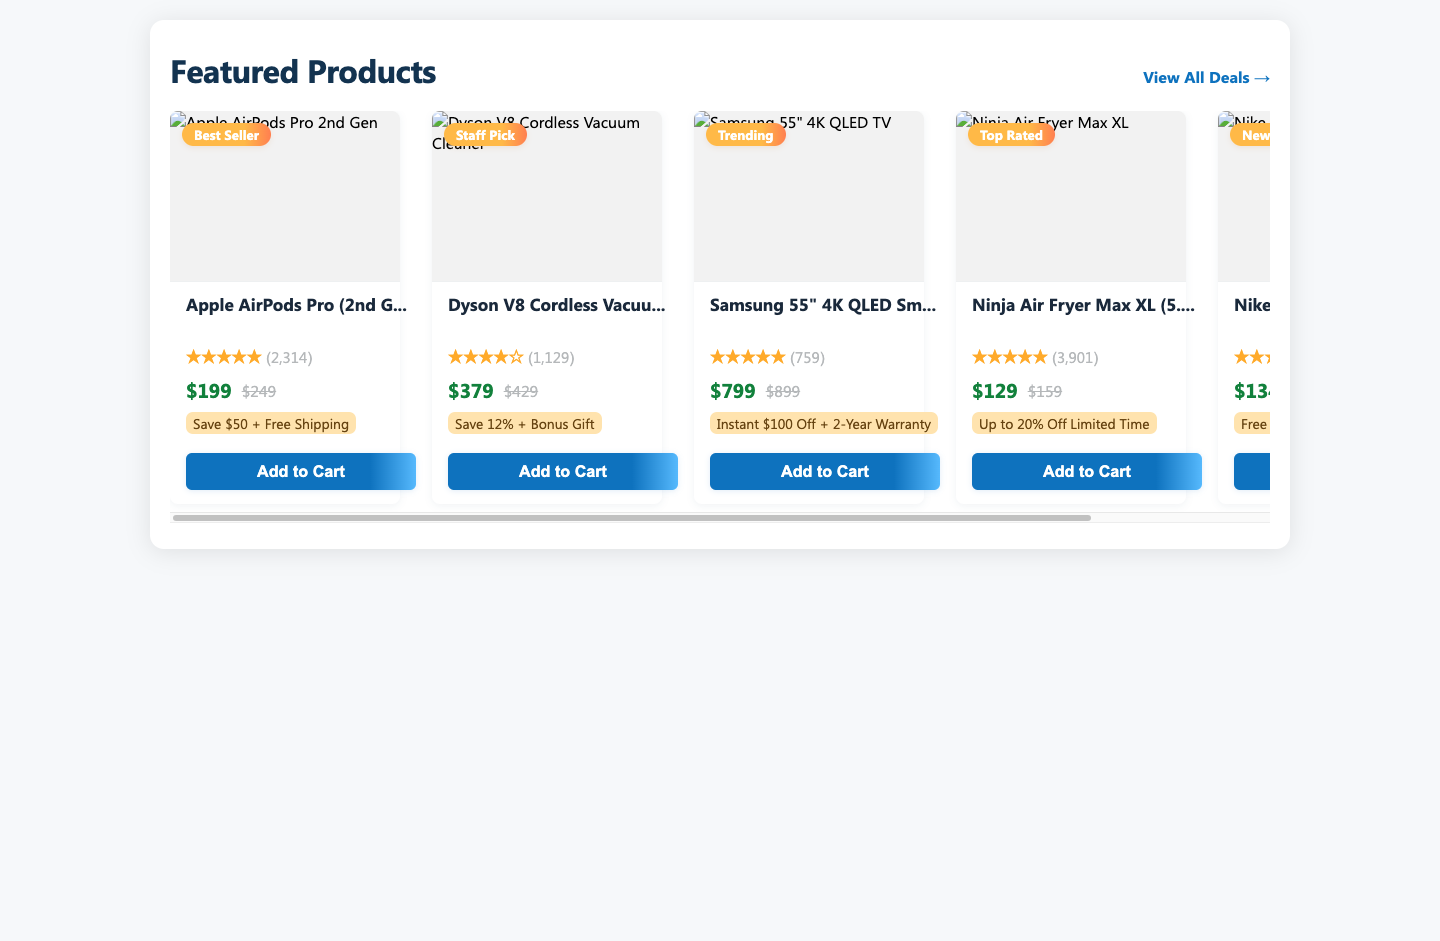 Featured Products
View All Deals →
Apple AirPods Pro 2nd Gen
Best Seller
Apple AirPods Pro (2nd G...
★★★★★ (2,314)
$199 $249
Save $50 + Free Shipping
Add to Cart
Dyson V8 Cordless Vacuum
Cleaner
Staff Pick
Dyson V8 Cordless Vacuu...
★★★★☆ (1,129)
$379 $429
Save 12% + Bonus Gift
Add to Cart
Samsung 55" 4K QLED TV
Trending
Samsung 55" 4K QLED Sm...
★★★★★ (759)
$799 $899
Instant $100 Off + 2-Year Warranty
Add to Cart
Ninja Air Fryer Max XL
Top Rated
Ninja Air Fryer Max XL (5....
★★★★★ (3,901)
$129 $159
Up to 20% Off Limited Time
Add to Cart
Nike
New
Nike
★★
$13
Free